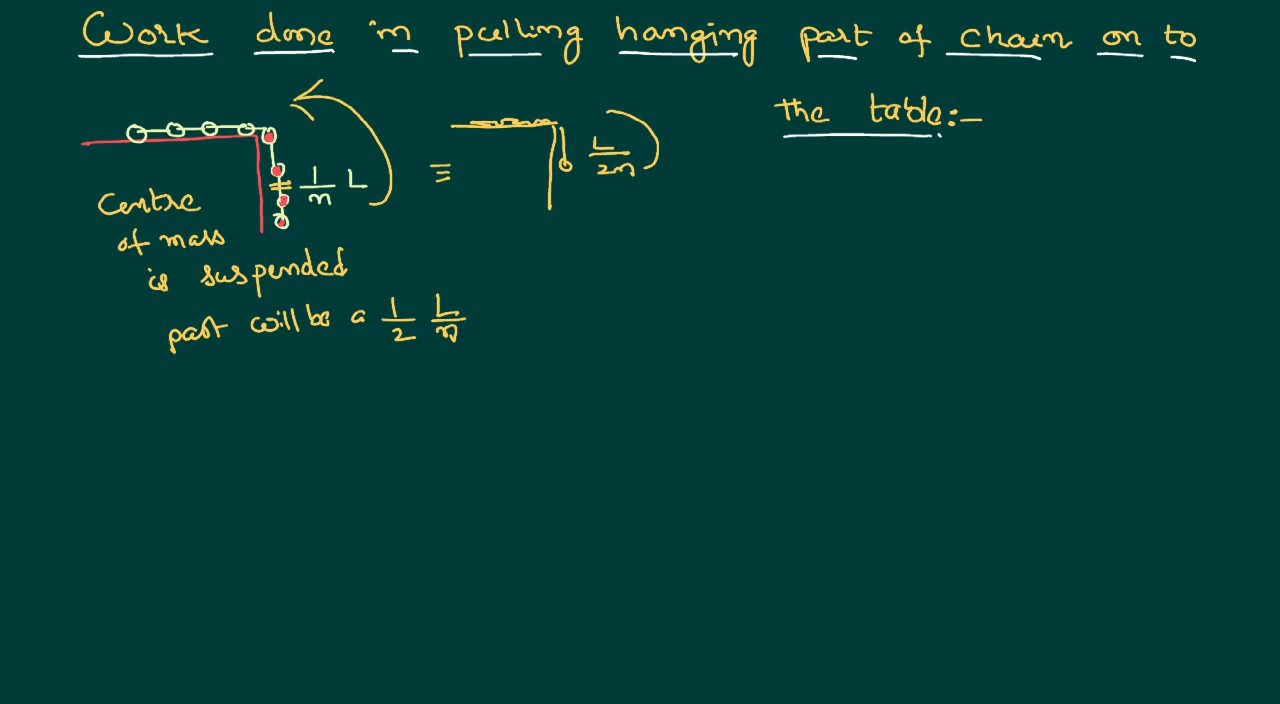 Work done in pulling hanging part of chain on to
the table:-
= 1/n L
≡
L/2n
Centre
of mass
is suspended
part will be a 1/2 L/n